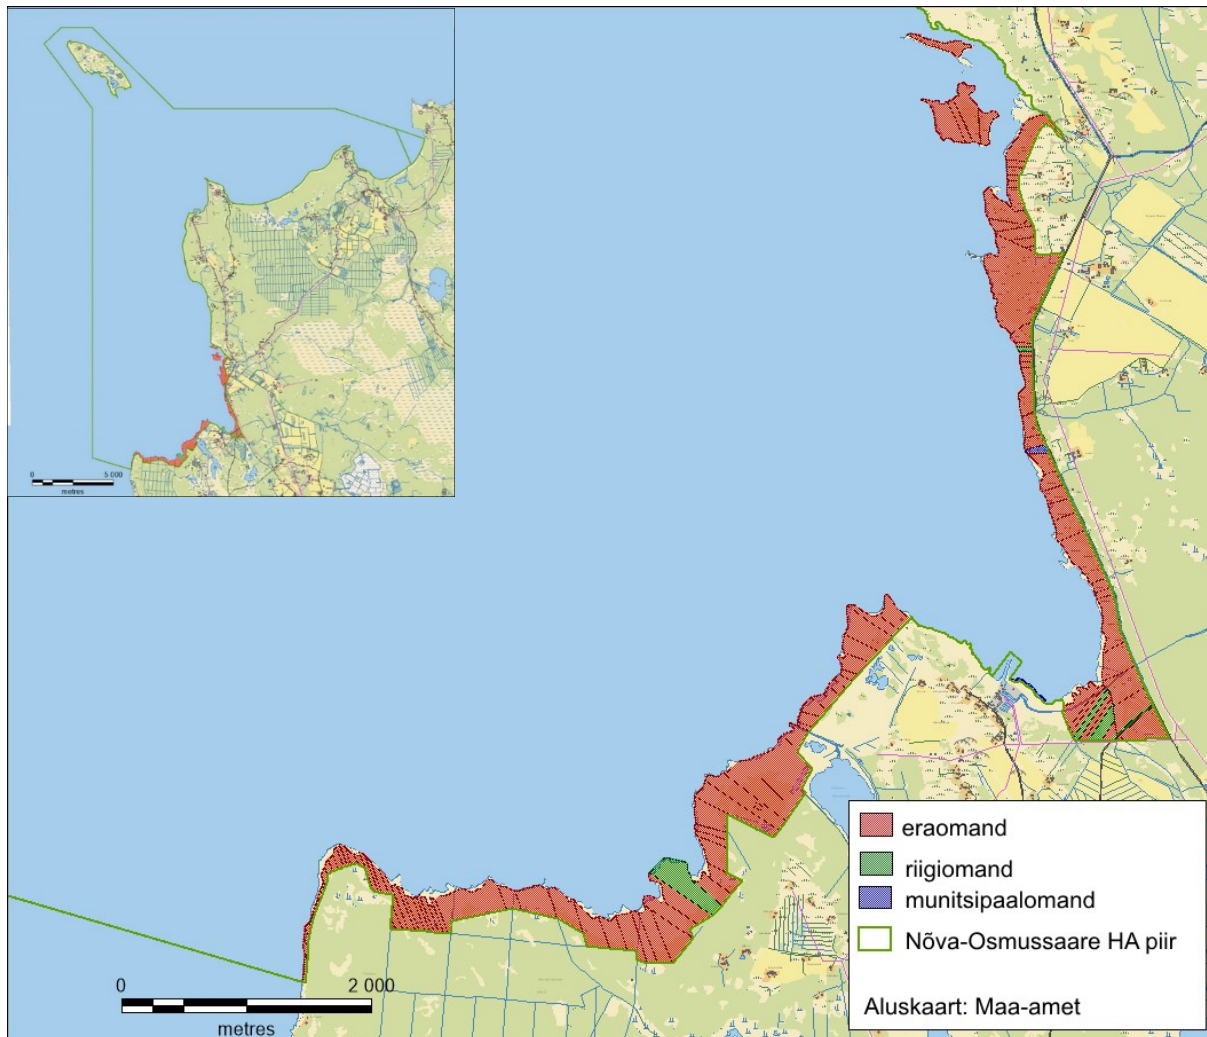 0
5 000
metres
eraomand
riigiomand
munitsipaalomand
Nõva-Osmussaare HA piir
Aluskaart: Maa-amet
0
2 000
metres